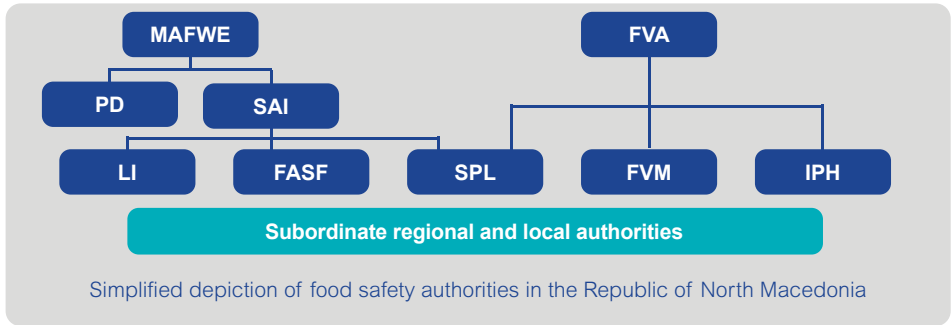 MAFWE
FVA
PD
SAI
LI
FASF
SPL
FVM
IPH
Subordinate regional and local authorities
Simplified depiction of food safety authorities in the Republic of North Macedonia